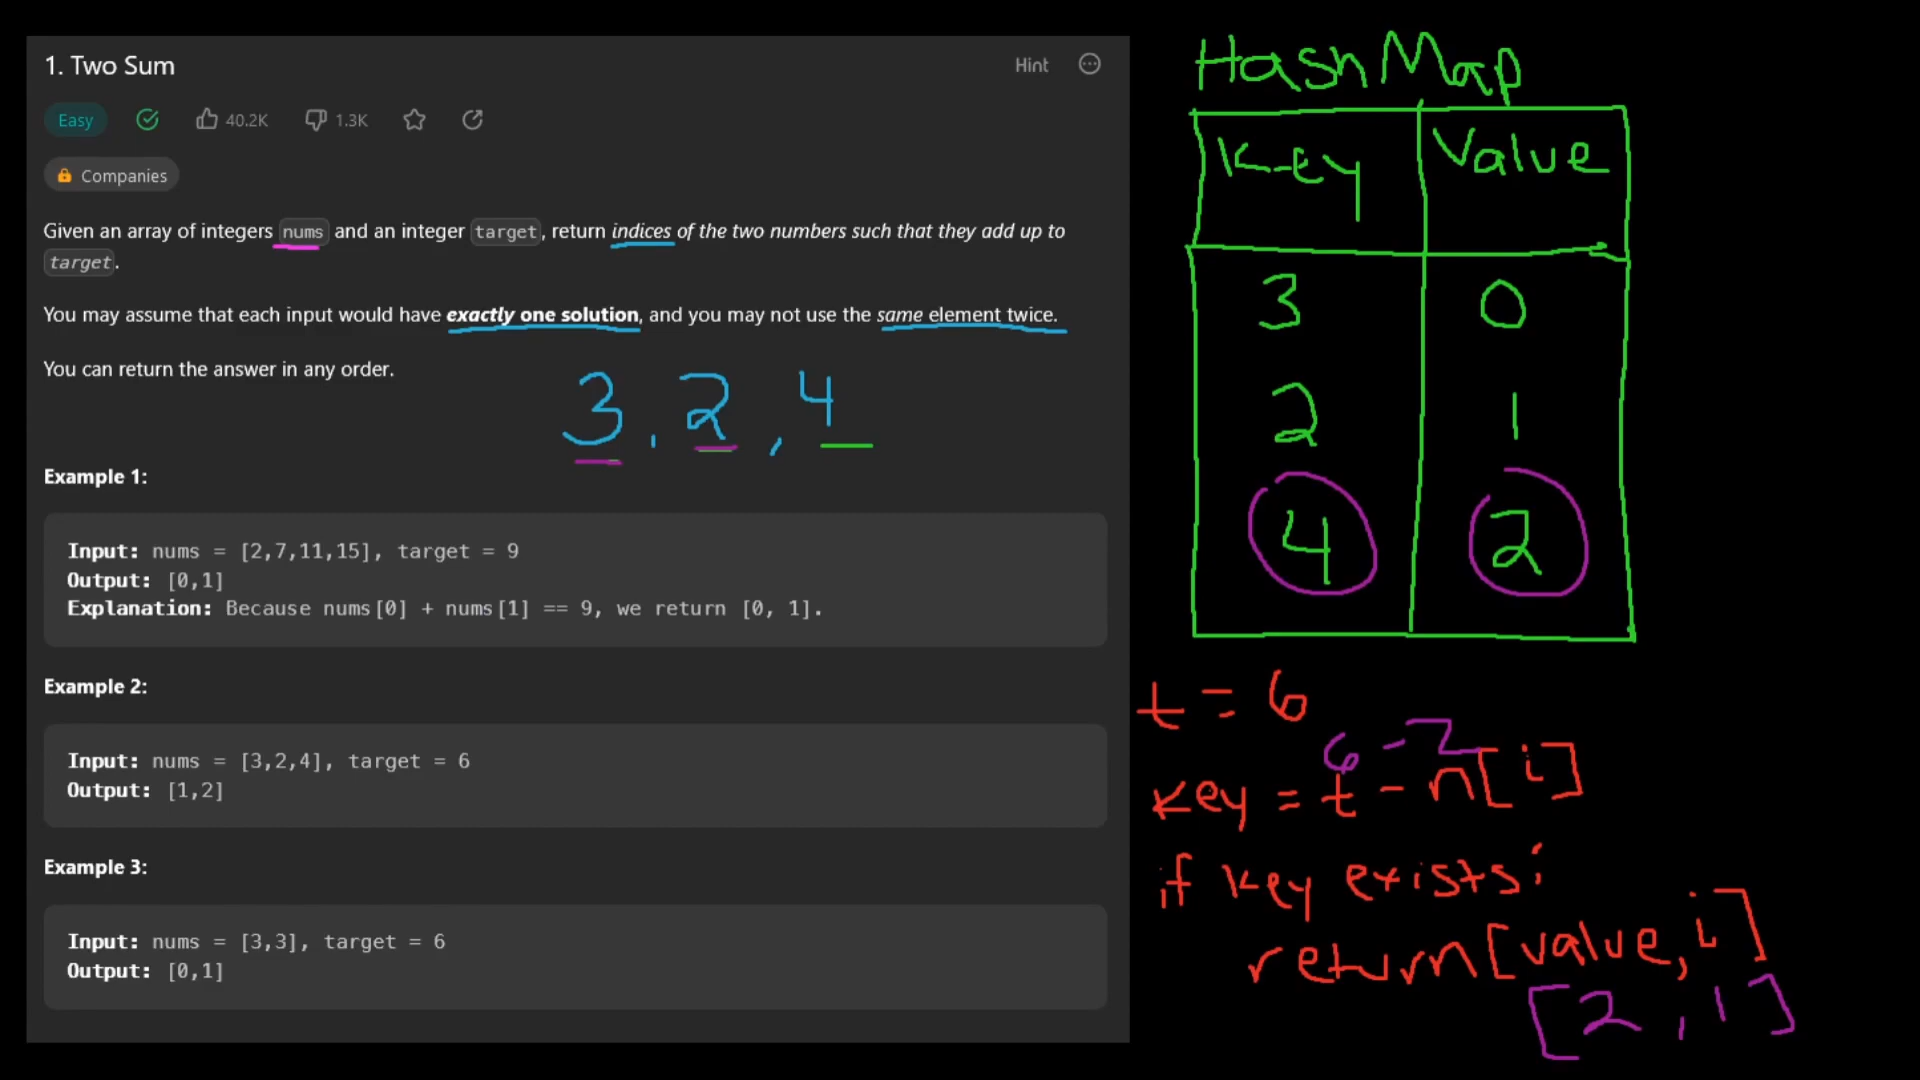 1. Two Sum
Hint
Easy 40.2K 1.3K
Companies
Given an array of integers nums and an integer target, return indices of the two numbers such that they add up to
target.
You may assume that each input would have exactly one solution, and you may not use the same element twice.
You can return the answer in any order.
3, 2, 4
Example 1:
Input: nums = [2,7,11,15], target = 9
Output: [0,1]
Explanation: Because nums[0] + nums[1] == 9, we return [0, 1].
Example 2:
Input: nums = [3,2,4], target = 6
Output: [1,2]
Example 3:
Input: nums = [3,3], target = 6
Output: [0,1]
HashMap
Key Value
3 0
2 1
4 2
t = 6
6 - 2
key = t - n[i]
if key exists:
return[value,i]
[2,1]